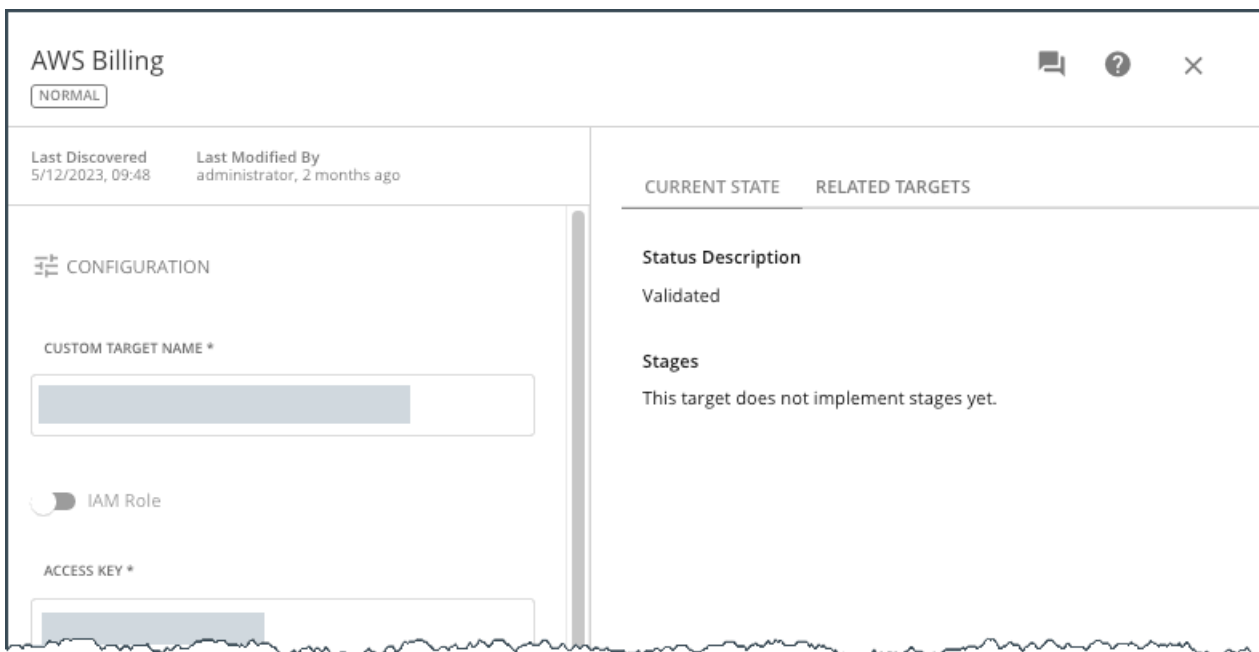 AWS Billing
NORMAL
Last Discovered
5/12/2023, 09:48
Last Modified By
administrator, 2 months ago
CONFIGURATION
CUSTOM TARGET NAME *
IAM Role
ACCESS KEY *
CURRENT STATE RELATED TARGETS
Status Description
Validated
Stages
This target does not implement stages yet.